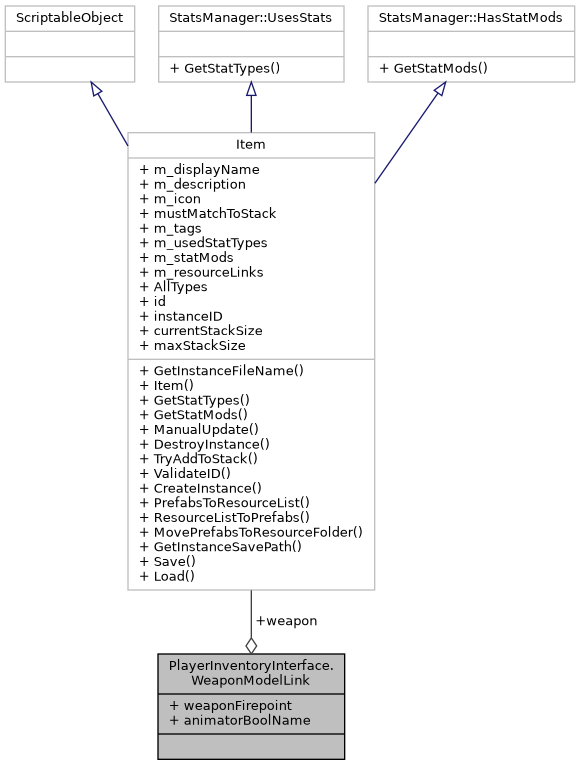 ScriptableObject
StatsManager::UsesStats
+ GetStatTypes()
StatsManager::HasStatMods
+ GetStatMods()
Item
+ m_displayName
+ m_description
+ m_icon
+ mustMatchToStack
+ m_tags
+ m_usedStatTypes
+ m_statMods
+ m_resourceLinks
+ AllTypes
+ id
+ instanceID
+ currentStackSize
+ maxStackSize
+ GetInstanceFileName()
+ Item()
+ GetStatTypes()
+ GetStatMods()
+ ManualUpdate()
+ DestroyInstance()
+ TryAddToStack()
+ ValidateID()
+ CreateInstance()
+ PrefabsToResourceList()
+ ResourceListToPrefabs()
+ MovePrefabsToResourceFolder()
+ GetInstanceSavePath()
+ Save()
+ Load()
+weapon
PlayerInventoryInterface.
WeaponModelLink
+ weaponFirepoint
+ animatorBoolName